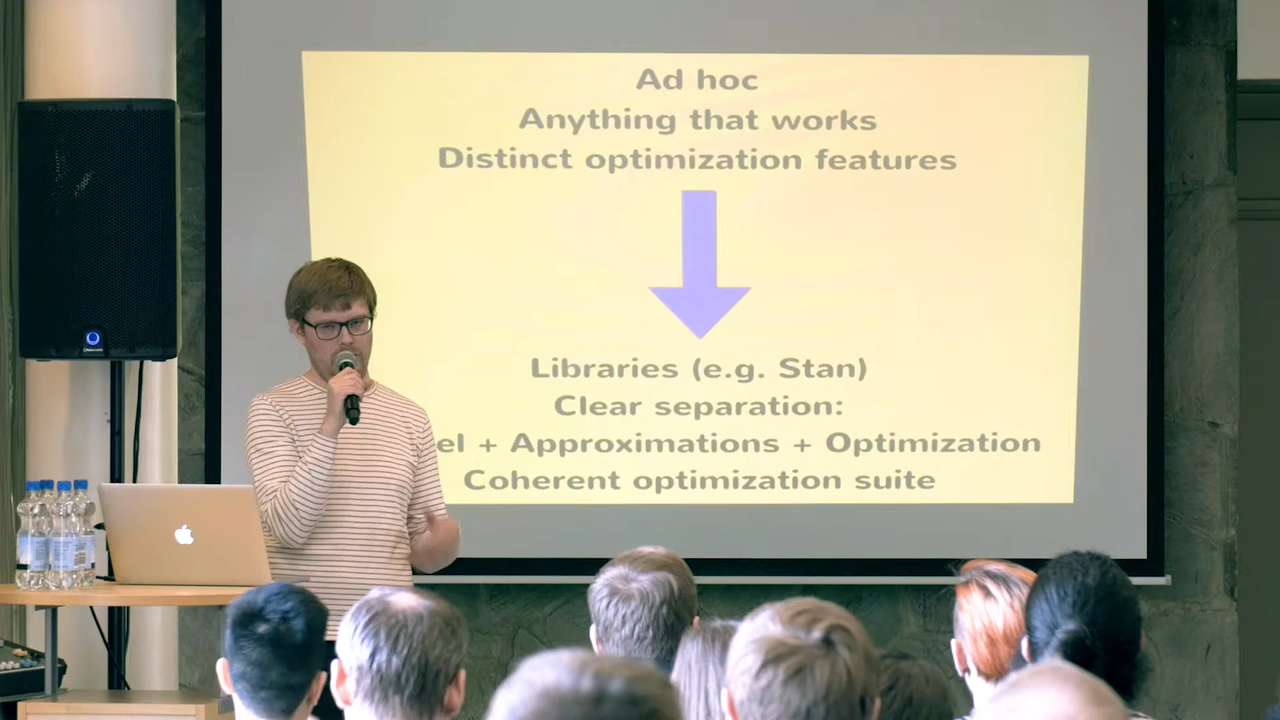 Ad hoc
Anything that works
Distinct optimization features
Libraries (e.g. Stan)
Clear separation:
el + Approximations + Optimization
Coherent optimization suite